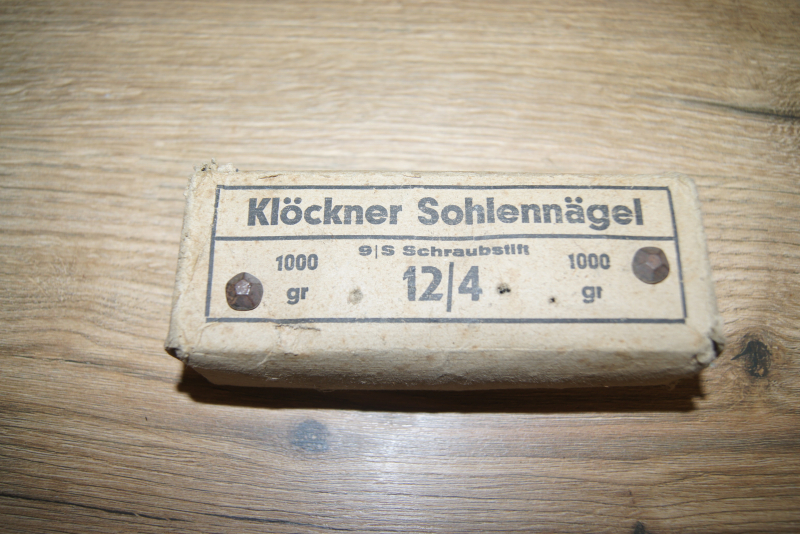 Klöckner Sohlennägel
9/S Schraubstift
1000 gr
12/4
1000 gr